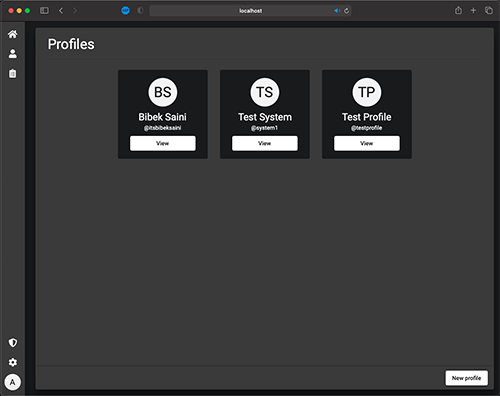 localhost
Profiles
BS
TS
TP
Bibek Saini
Test System
Test Profile
@itsbibeksaini
@system1
@testprofile
View
View
View
A
New profile